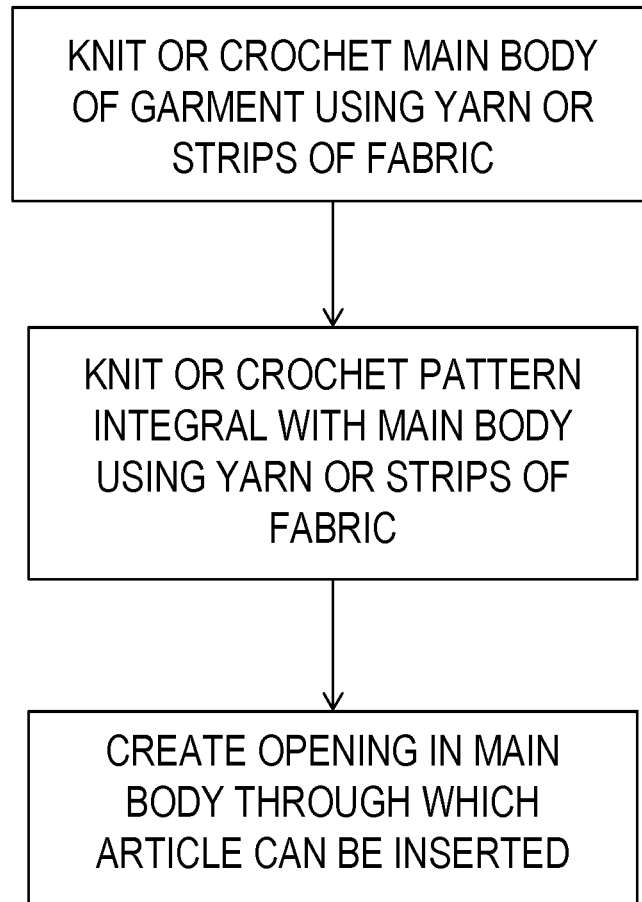 KNIT OR CROCHET MAIN BODY
OF GARMENT USING YARN OR
STRIPS OF FABRIC
KNIT OR CROCHET PATTERN
INTEGRAL WITH MAIN BODY
USING YARN OR STRIPS OF
FABRIC
CREATE OPENING IN MAIN
BODY THROUGH WHICH
ARTICLE CAN BE INSERTED